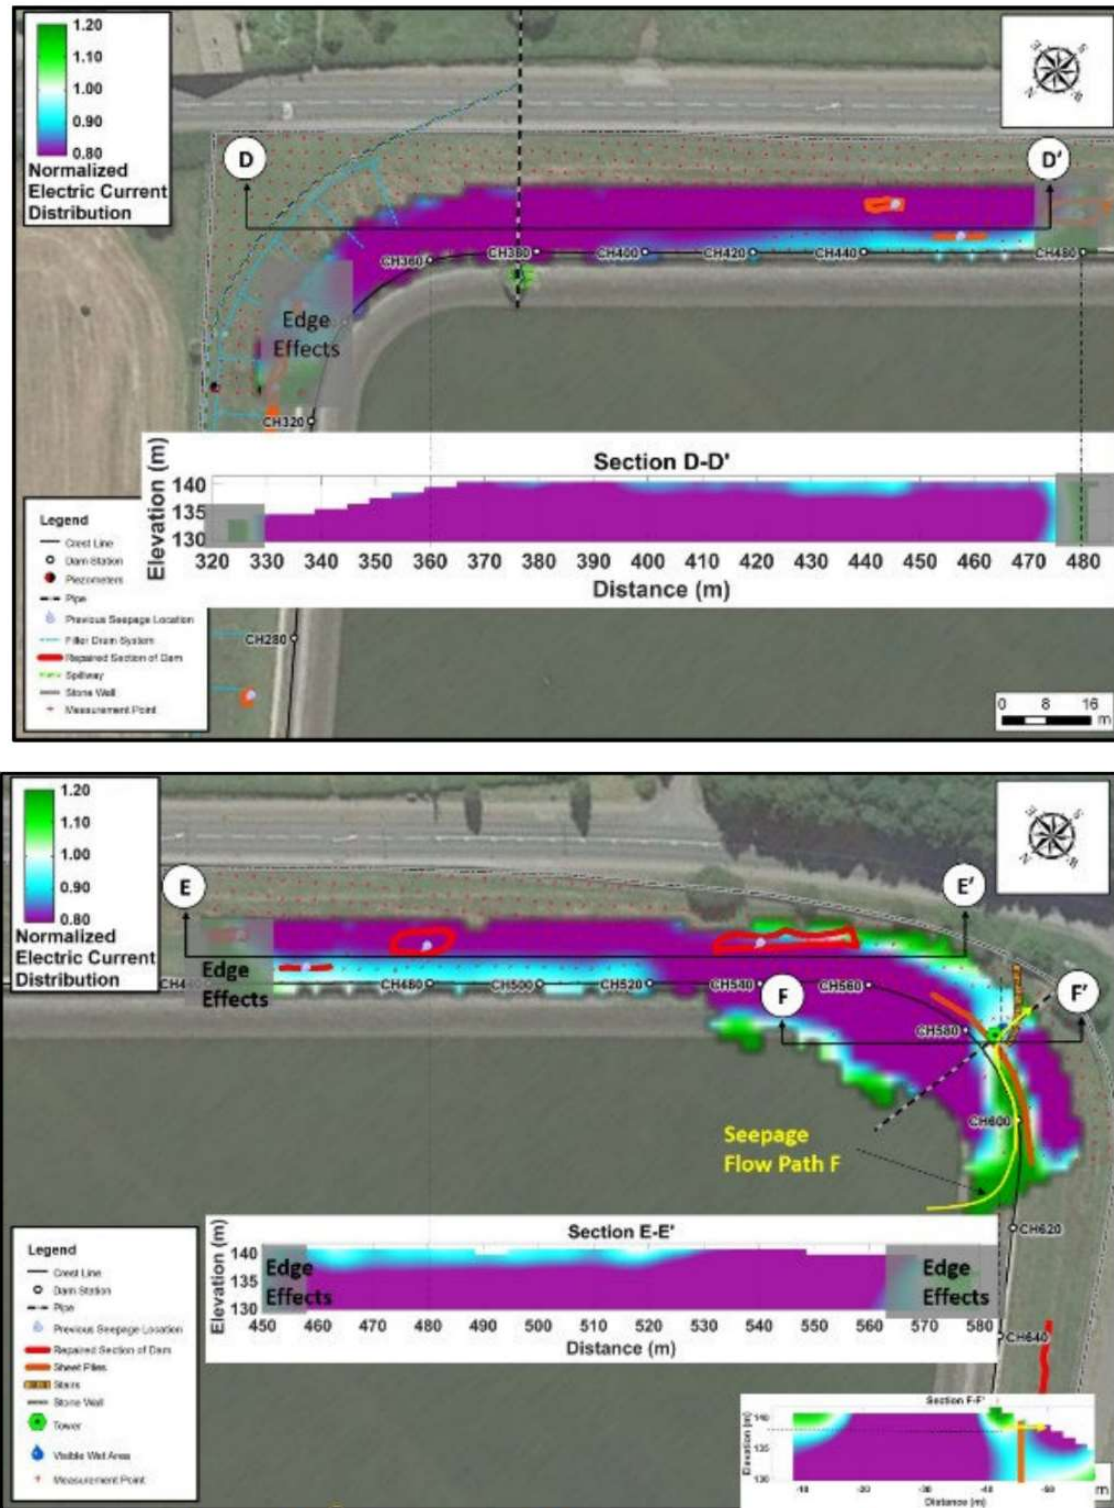 1.20
1.10
1.00
0.90
0.80
Normalized
Electric Current
Distribution
D
D'
CH360
CH380
CH400
CH420
CH440
CH480
Edge
Effects
CH320
Section D-D'
Elevation (m)
140
135
130
320 330 340 350 360 370 380 390 400 410 420 430 440 450 460 470 480
Distance (m)
Legend
Crest Line
Dam Station
Piezometers
Pipe
Previous Seepage Location
Filter Drain System
Repaired Section of Dam
Spillway
Stone Wall
Measurement Point
CH280
0 8 16
m
1.20
1.10
1.00
0.90
0.80
Normalized
Electric Current
Distribution
E
E'
Edge
Effects
CH480
CH500
CH520
CH540
CH560
F
F'
CH580
CH600
Seepage
Flow Path F
CH620
CH640
Section E-E'
Elevation (m)
140
135
130
Edge
Effects
Edge
Effects
450 460 470 480 490 500 510 520 530 540 550 560 570 580
Distance (m)
Legend
Crest Line
Dam Station
Pipe
Previous Seepage Location
Repaired Section of Dam
Sheet Piles
Stairs
Stone Wall
Tower
Visible Wet Area
Measurement Point
Section F-F'
Elevation (m)
140
135
130
Distance (m)
m